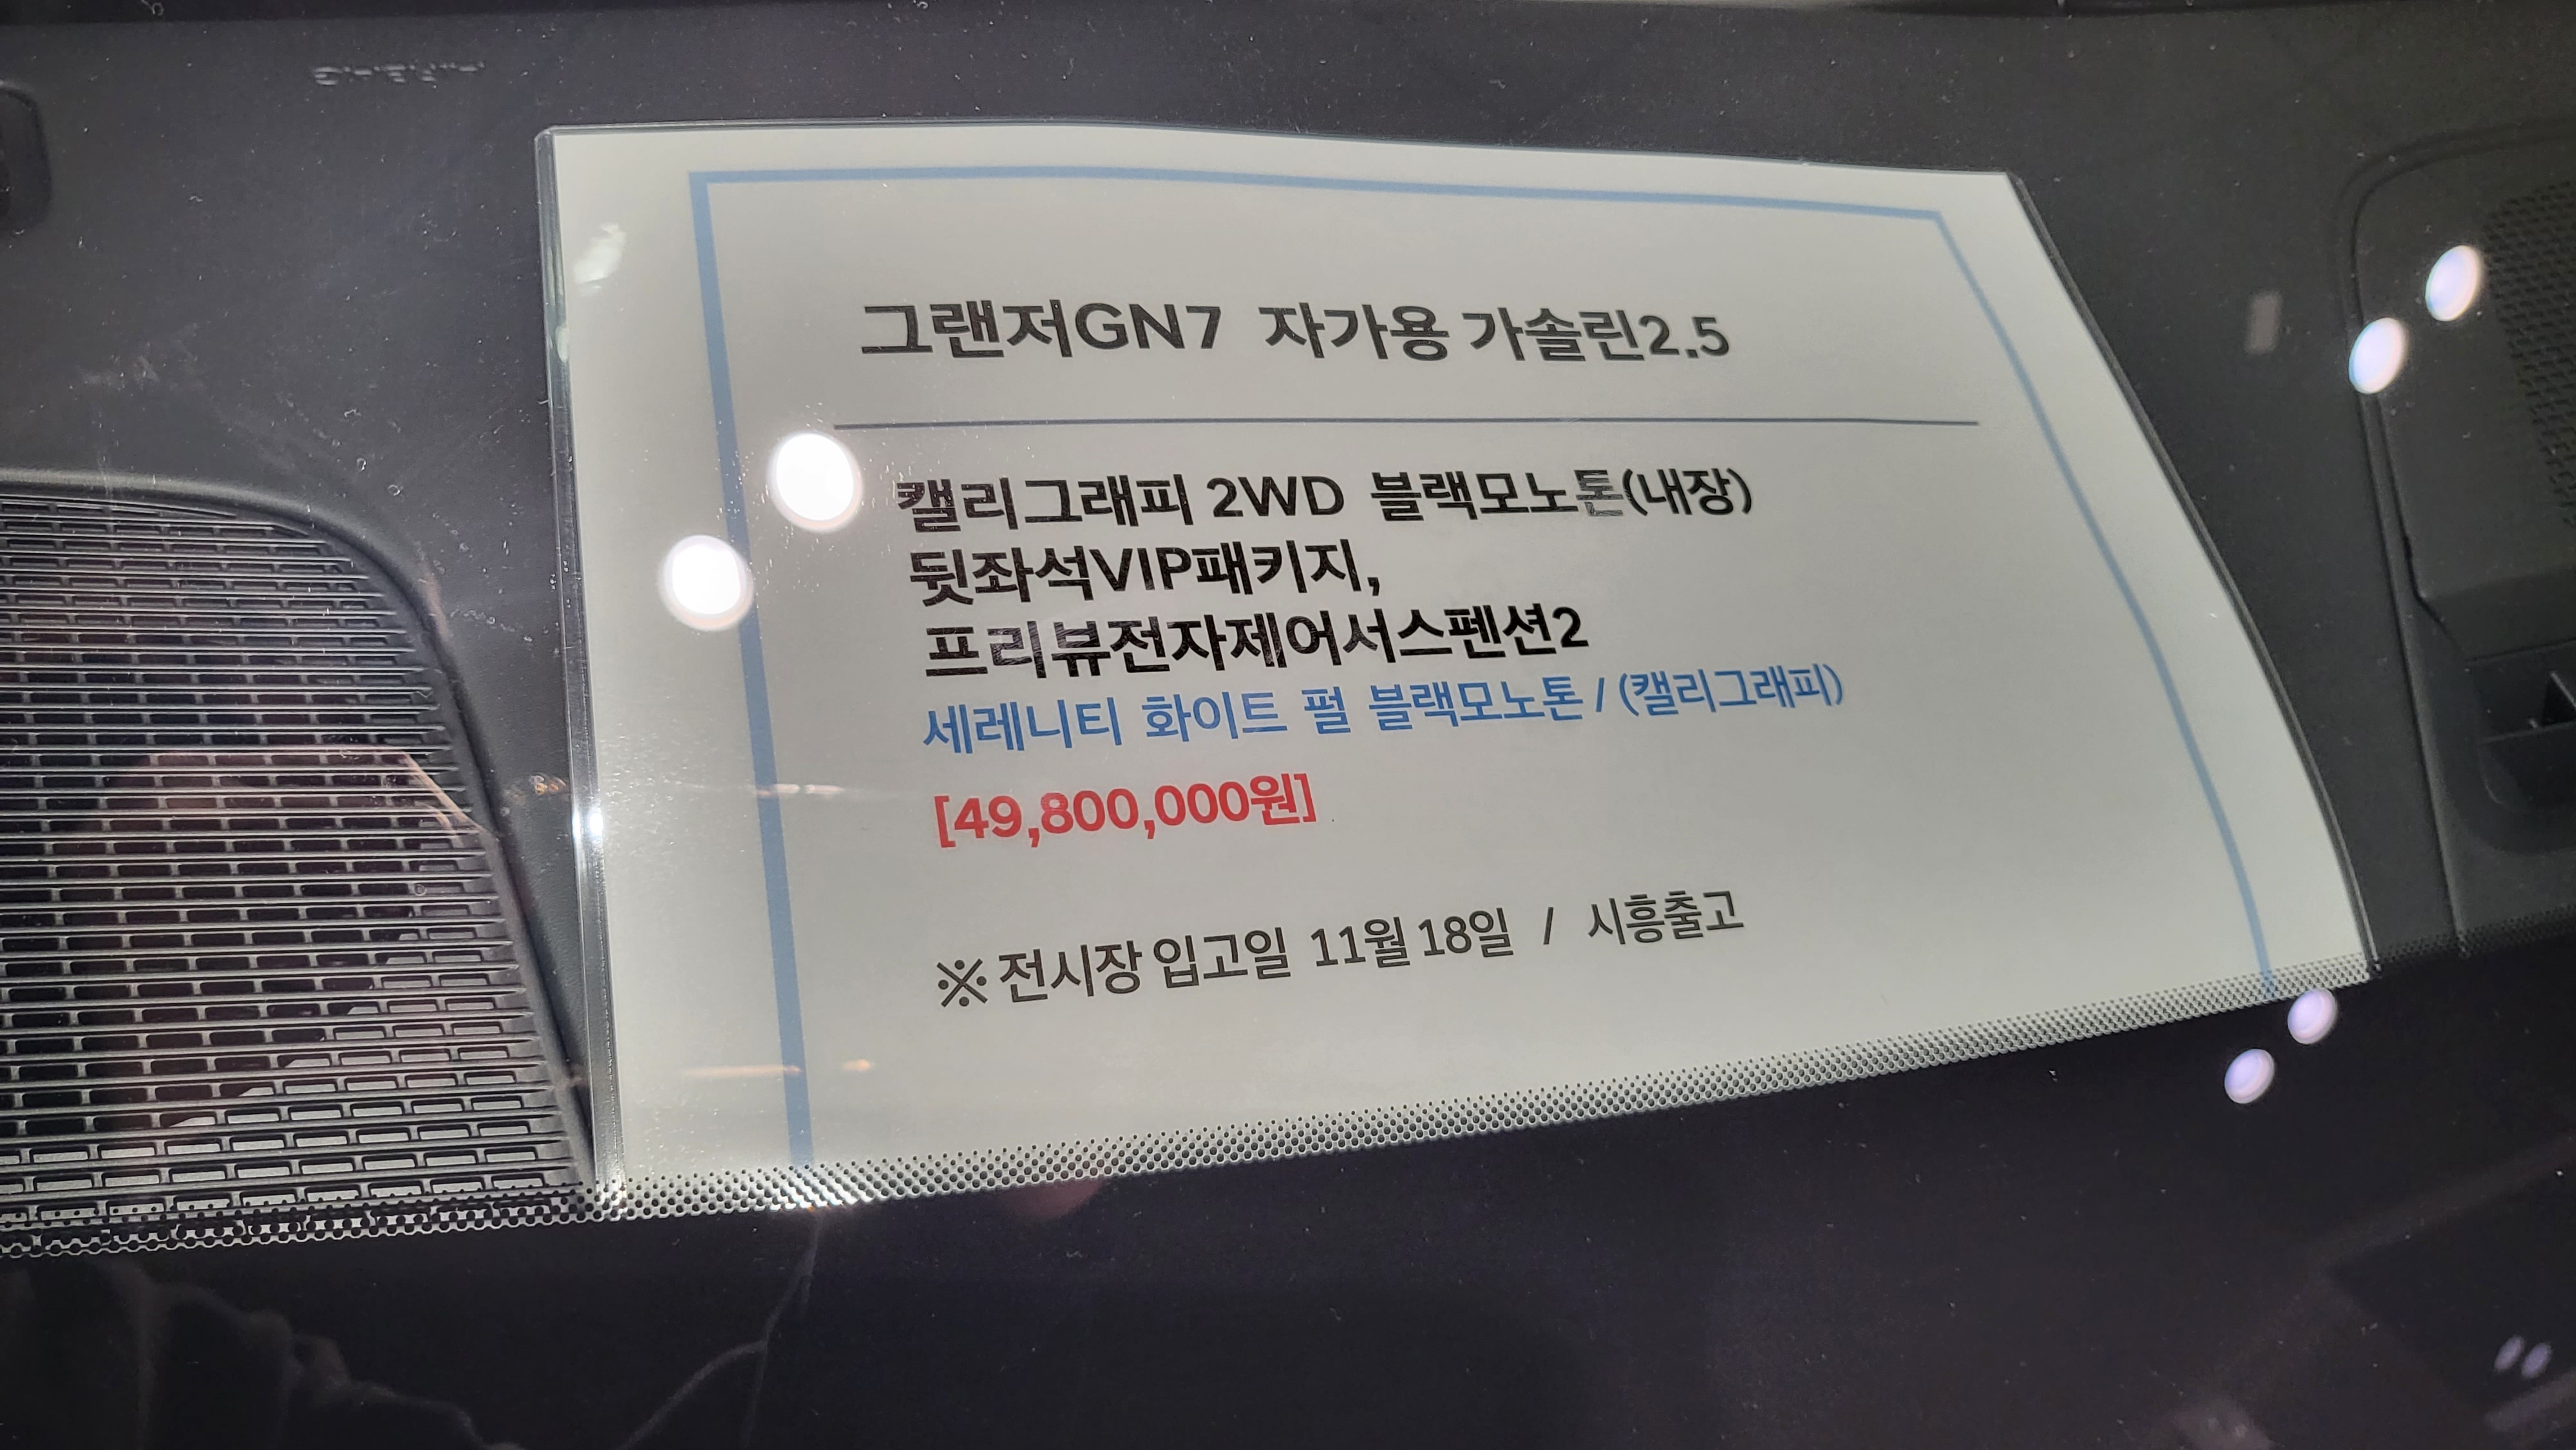 그랜저GN7 자가용 가솔린2.5
캘리그래피 2WD 블랙모노톤(내장)
뒷좌석VIP패키지,
프리뷰전자제어서스펜션2
세레니티 화이트 펄 블랙모노톤 / (캘리그래피)
[49,800,000원]
※ 전시장 입고일 11월 18일 / 시흥출고